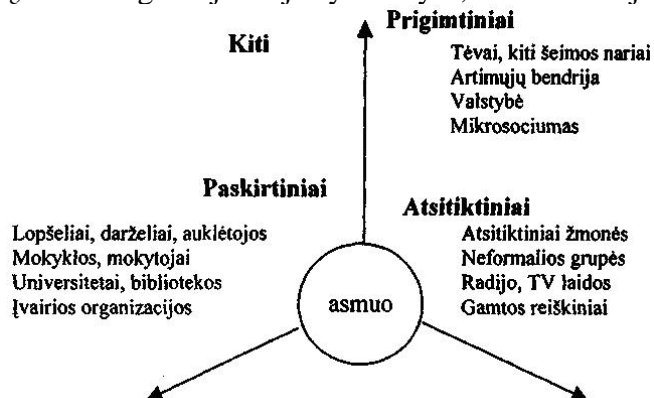 Kiti
Prigimtiniai
Tėvai, kiti šeimos nariai
Artimųjų bendrija
Valstybė
Mikrosociumas
Paskirtiniai
Lopšeliai, darželiai, auklėtojos
Mokyklos, mokytojai
Universitetai, bibliotekos
Įvairios organizacijos
Atsitiktiniai
Atsitiktiniai žmonės
Neformalios grupės
Radijo, TV laidos
Gamtos reiškiniai
asmuo